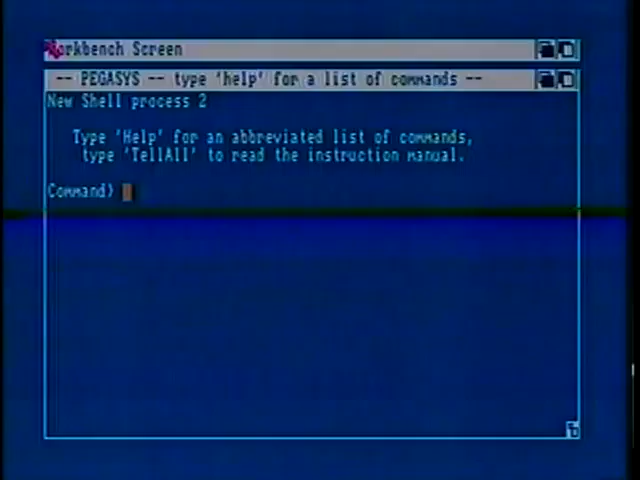 Workbench Screen
-- PEGASYS -- type 'help' for a list of commands --
New Shell process 2
Type 'Help' for an abbreviated list of commands,
type 'TellAll' to read the instruction manual.
Command>